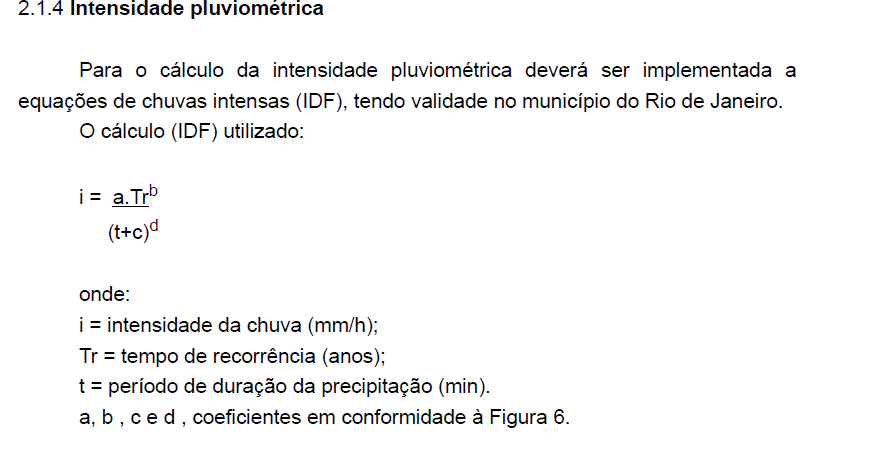 2.1.4 Intensidade pluviométrica
Para o cálculo da intensidade pluviométrica deverá ser implementada a
equações de chuvas intensas (IDF), tendo validade no município do Rio de Janeiro.
O cálculo (IDF) utilizado:
i = a.Tr^b
(t+c)^d
onde:
i = intensidade da chuva (mm/h);
Tr = tempo de recorrência (anos);
t = período de duração da precipitação (min).
a, b , c e d , coeficientes em conformidade à Figura 6.